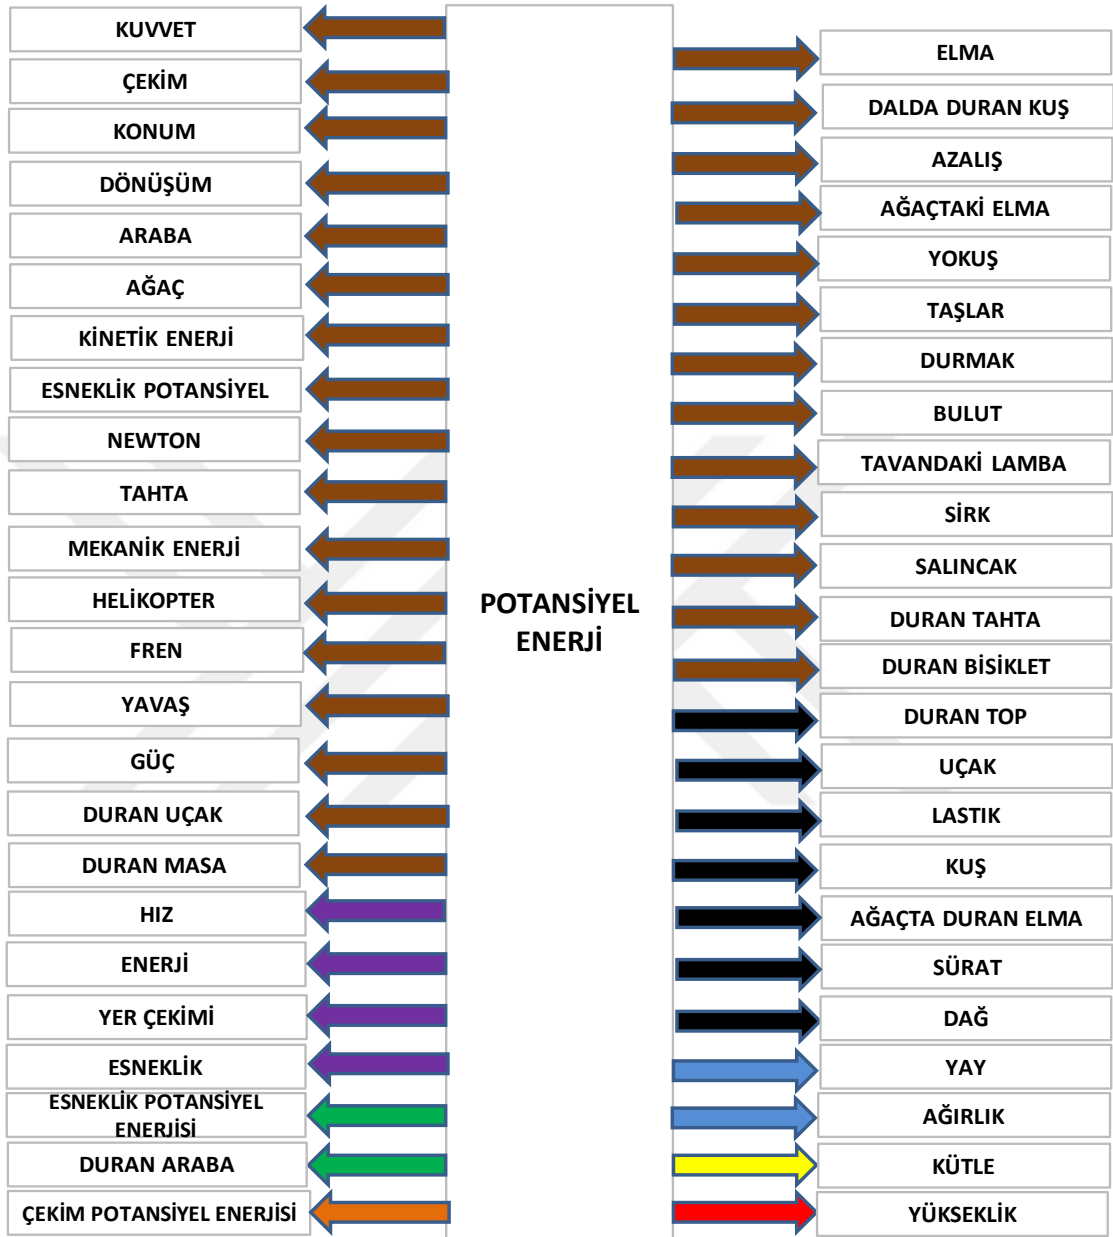 KUVVET
ÇEKİM
KONUM
DÖNÜŞÜM
ARABA
AĞAÇ
KİNETİK ENERJİ
ESNEKLİK POTANSİYEL
NEWTON
TAHTA
MEKANİK ENERJİ
HELİKOPTER
FREN
YAVAŞ
GÜÇ
DURAN UÇAK
DURAN MASA
HIZ
ENERJİ
YER ÇEKİMİ
ESNEKLİK
ESNEKLİK POTANSİYEL
ENERJİSİ
DURAN ARABA
ÇEKİM POTANSİYEL ENERJİSİ
POTANSİYEL
ENERJİ
ELMA
DALDA DURAN KUŞ
AZALIŞ
AĞAÇTAKİ ELMA
YOKUŞ
TAŞLAR
DURMAK
BULUT
TAVANDAKİ LAMBA
SİRK
SALINCAK
DURAN TAHTA
DURAN BİSİKLET
DURAN TOP
UÇAK
LASTIK
KUŞ
AĞAÇTA DURAN ELMA
SÜRAT
DAĞ
YAY
AĞIRLIK
KÜTLE
YÜKSEKLİK